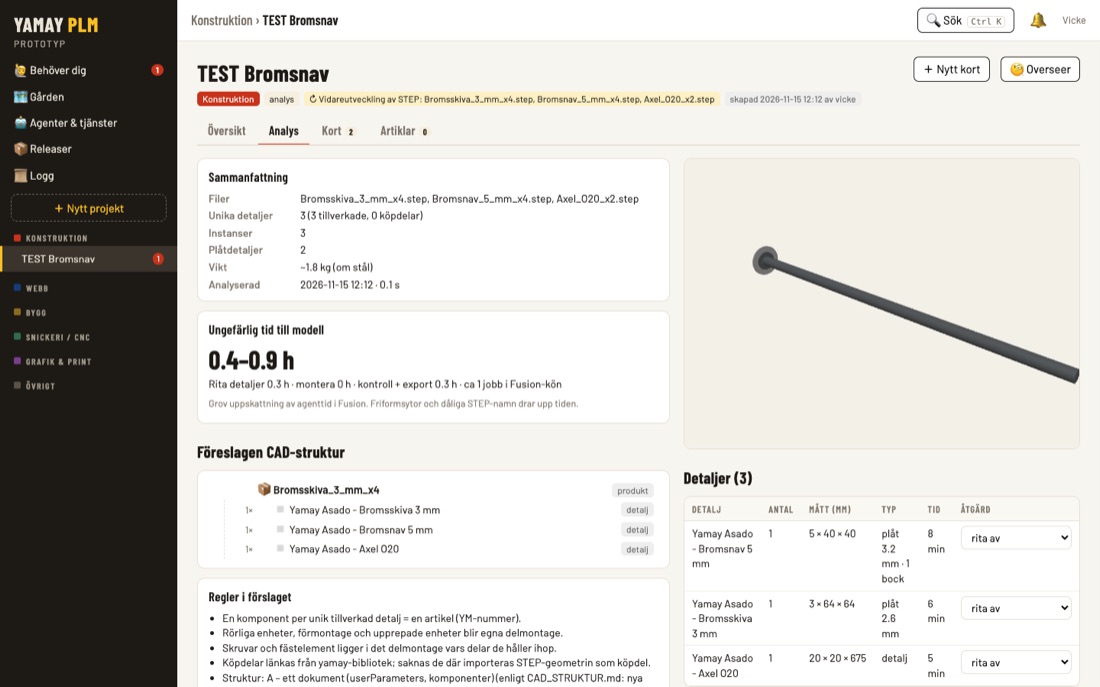 YAMAY PLM
PROTOTYP
Behöver dig 1
Gården
Agenter & tjänster
Releaser
Logg
+ Nytt projekt
KONSTRUKTION
TEST Bromsnav 1
WEBB
BYGG
SNICKERI / CNC
GRAFIK & PRINT
ÖVRIGT
Konstruktion › TEST Bromsnav
Sök Ctrl K
Vicke
TEST Bromsnav
+ Nytt kort
Overseer
Konstruktion analys ↻ Vidareutveckling av STEP: Bromsskiva_3_mm_x4.step, Bromsnav_5_mm_x4.step, Axel_O20_x2.step skapad 2026-11-15 12:12 av vicke
Översikt Analys Kort 2 Artiklar 0
Sammanfattning
Filer Bromsskiva_3_mm_x4.step, Bromsnav_5_mm_x4.step, Axel_O20_x2.step
Unika detaljer 3 (3 tillverkade, 0 köpdelar)
Instanser 3
Plåtdetaljer 2
Vikt ~1.8 kg (om stål)
Analyserad 2026-11-15 12:12 · 0.1 s
Ungefärlig tid till modell
0.4–0.9 h
Rita detaljer 0.3 h · montera 0 h · kontroll + export 0.3 h · ca 1 jobb i Fusion-kön
Grov uppskattning av agenttid i Fusion. Friformsytor och dåliga STEP-namn drar upp tiden.
Föreslagen CAD-struktur
Bromsskiva_3_mm_x4 produkt
1× Yamay Asado - Bromsskiva 3 mm detalj
1× Yamay Asado - Bromsnav 5 mm detalj
1× Yamay Asado - Axel O20 detalj
Regler i förslaget
• En komponent per unik tillverkad detalj = en artikel (YM-nummer).
• Rörliga enheter, förmontage och upprepade enheter blir egna delmontage.
• Skruvar och fästelement ligger i det delmontage vars delar de håller ihop.
• Köpdelar länkas från yamay-bibliotek; saknas de där importeras STEP-geometrin som köpdel.
• Struktur: A – ett dokument (userParameters, komponenter) (enligt CAD_STRUKTUR.md: nya
Detaljer (3)
DETALJ ANTAL MÅTT (MM) TYP TID ÅTGÄRD
Yamay Asado 1 5 × 40 × 40 plåt 8 rita av
- Bromsnav 5 3.2 min
mm mm · 1
bock
Yamay Asado 1 3 × 64 × 64 plåt 6 rita av
- Bromsskiva 2.6 min
3 mm mm
Yamay Asado 1 20 × 20 × 675 detalj 5 rita av
- Axel O20 min